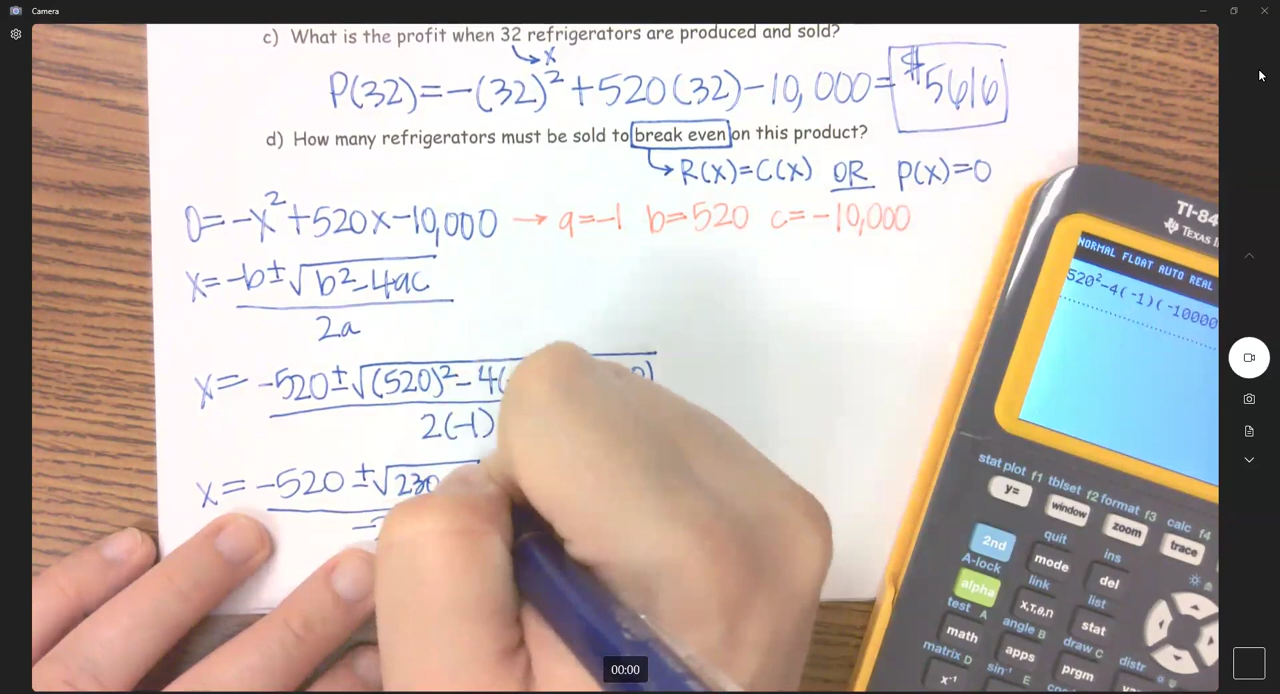 Camera
c) What is the profit when 32 refrigerators are produced and sold?
x
P(32)=-(32)²+520(32)-10,000=$5616
d) How many refrigerators must be sold to break even on this product?
R(x)=C(x) OR P(x)=0
0=-x²+520x-10,000 → a=-1 b=520 c=-10,000
x=-b±√b²-4ac
2a
x=-520±√(520)²-4(
2(-1)
x=-520±√230
TI-84
TEXAS
NORMAL FLOAT AUTO REAL
520²-4(-1)(-10000
stat plot f1 tblset f2 format f3 calc f4
y= window zoom trace
2nd quit mode ins del
A-lock link list
alpha X,T,θ,n stat
test A angle B draw C distr
math apps prgm
matrix D sin⁻¹ E
x⁻¹
00:00